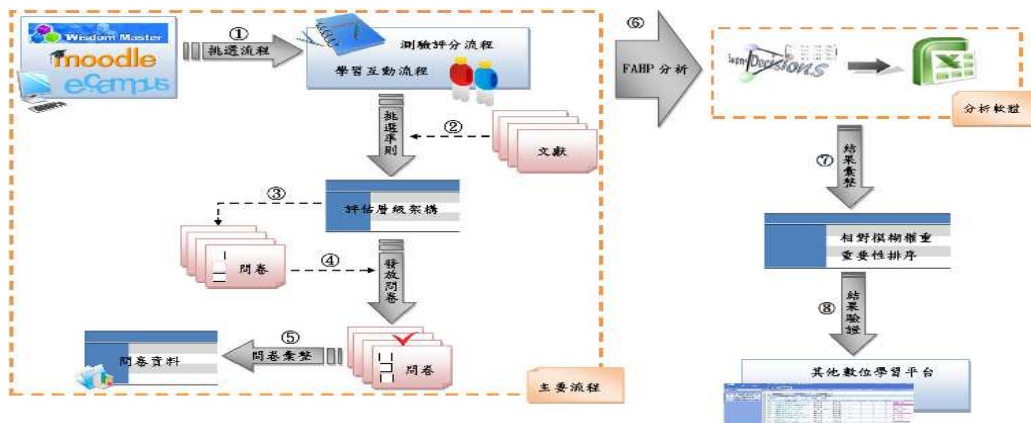 Wisdom Master
moodle
eCampus
①
挑選流程
測驗評分流程
學習互動流程
挑選準則
②
文獻
③
評估層級架構
問卷
④
發放問卷
問卷
⑤
問卷彙整
問卷資料
主要流程
⑥
FAHP 分析
Decisions
分析軟體
⑦
結果彙整
相對模糊權重
重要性排序
⑧
結果驗證
其他數位學習平台